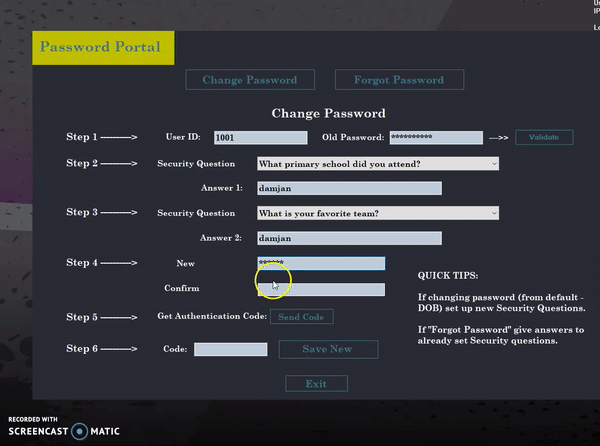 Password Portal
Change Password Forgot Password
Change Password
Step 1 ----------> User ID: 1001 Old Password: ********** --->> Validate
Step 2 ----------> Security Question What primary school did you attend?
Answer 1: damjan
Step 3 ----------> Security Question What is your favorite team?
Answer 2: damjan
Step 4 ----------> New ******
Confirm
QUICK TIPS:
If changing password (from default -
DOB) set up new Security Questions.
If "Forgot Password" give answers to
already set Security questions.
Step 5 ----------> Get Authentication Code: Send Code
Step 6 ----------> Code: Save New
Exit
RECORDED WITH
SCREENCAST MATIC